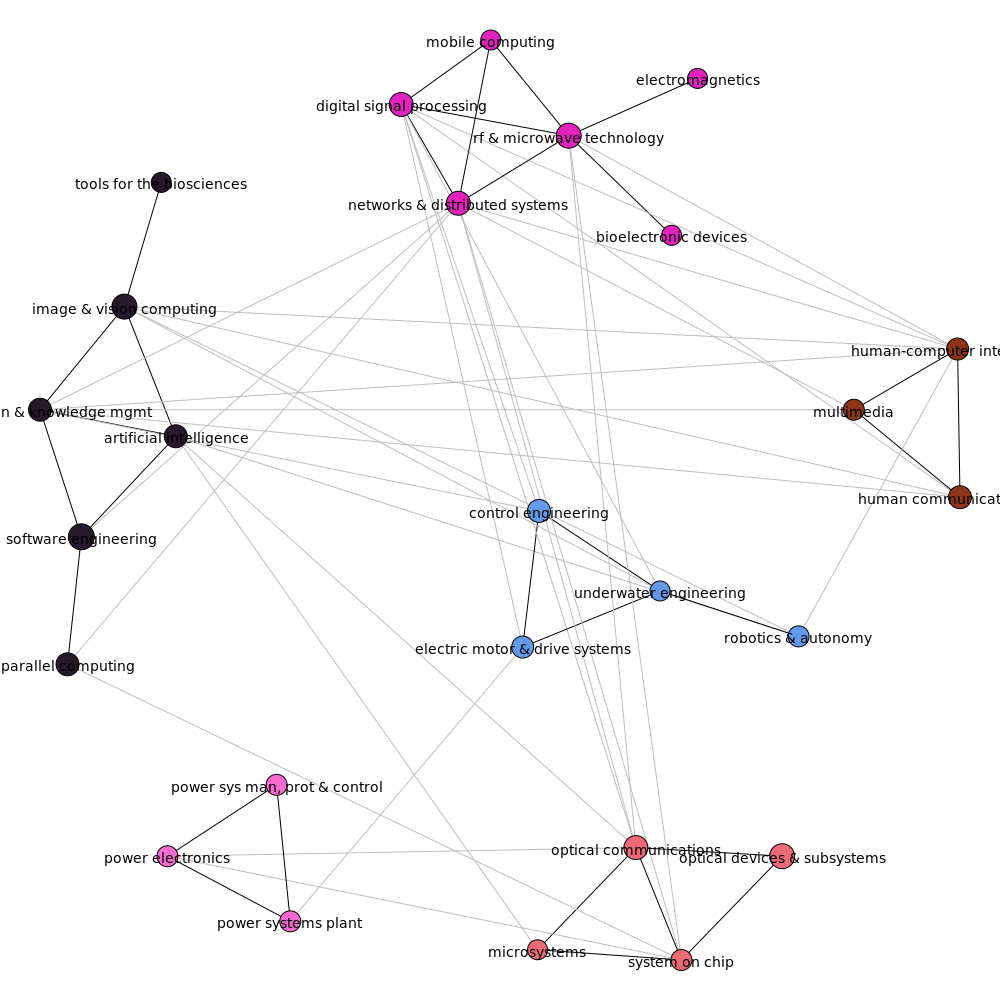 mobile computing
electromagnetics
digital signal processing
rf & microwave technology
tools for the biosciences
networks & distributed systems
bioelectronic devices
image & vision computing
human-computer inte
n & knowledge mgmt
multimedia
artificial intelligence
human communicat
control engineering
software engineering
underwater engineering
robotics & autonomy
electric motor & drive systems
parallel computing
power sys man, prot & control
optical communications
power electronics
optical devices & subsystems
power systems plant
microsystems
system on chip